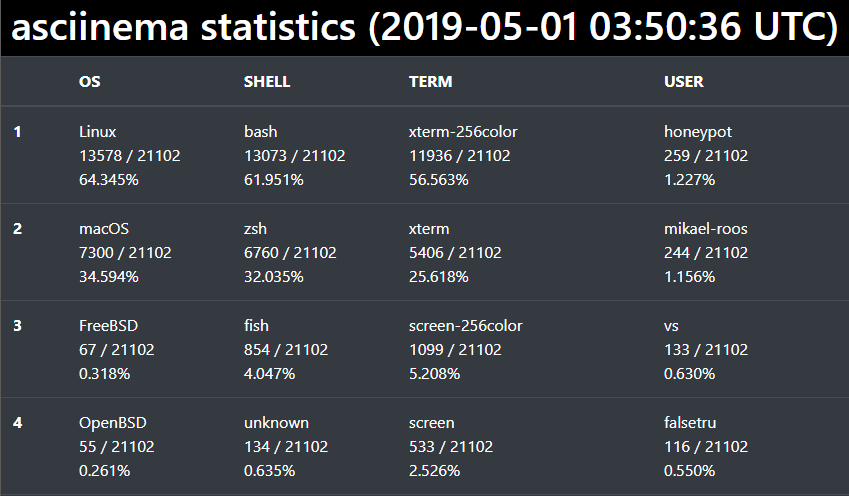 asciinema statistics (2019-05-01 03:50:36 UTC)
OS SHELL TERM USER
1 Linux bash xterm-256color honeypot
13578 / 21102 13073 / 21102 11936 / 21102 259 / 21102
64.345% 61.951% 56.563% 1.227%
2 macOS zsh xterm mikael-roos
7300 / 21102 6760 / 21102 5406 / 21102 244 / 21102
34.594% 32.035% 25.618% 1.156%
3 FreeBSD fish screen-256color vs
67 / 21102 854 / 21102 1099 / 21102 133 / 21102
0.318% 4.047% 5.208% 0.630%
4 OpenBSD unknown screen falsetru
55 / 21102 134 / 21102 533 / 21102 116 / 21102
0.261% 0.635% 2.526% 0.550%